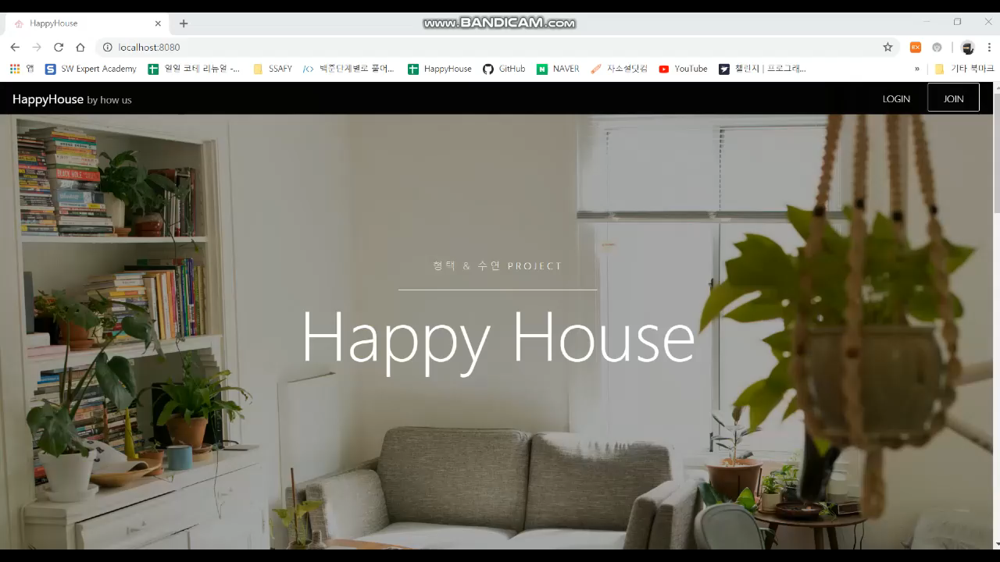 HappyHouse
www.BANDICAM.com
localhost:8080
앱 SW Expert Academy 일일 코테 리뉴얼 -... SSAFY 백준단계별로 풀어... HappyHouse GitHub NAVER 자소설닷컴 YouTube 챌린지 | 프로그래... » 기타 북마크
HappyHouse by how us LOGIN JOIN
형택 & 수연 PROJECT
Happy House
BLACK HOLE